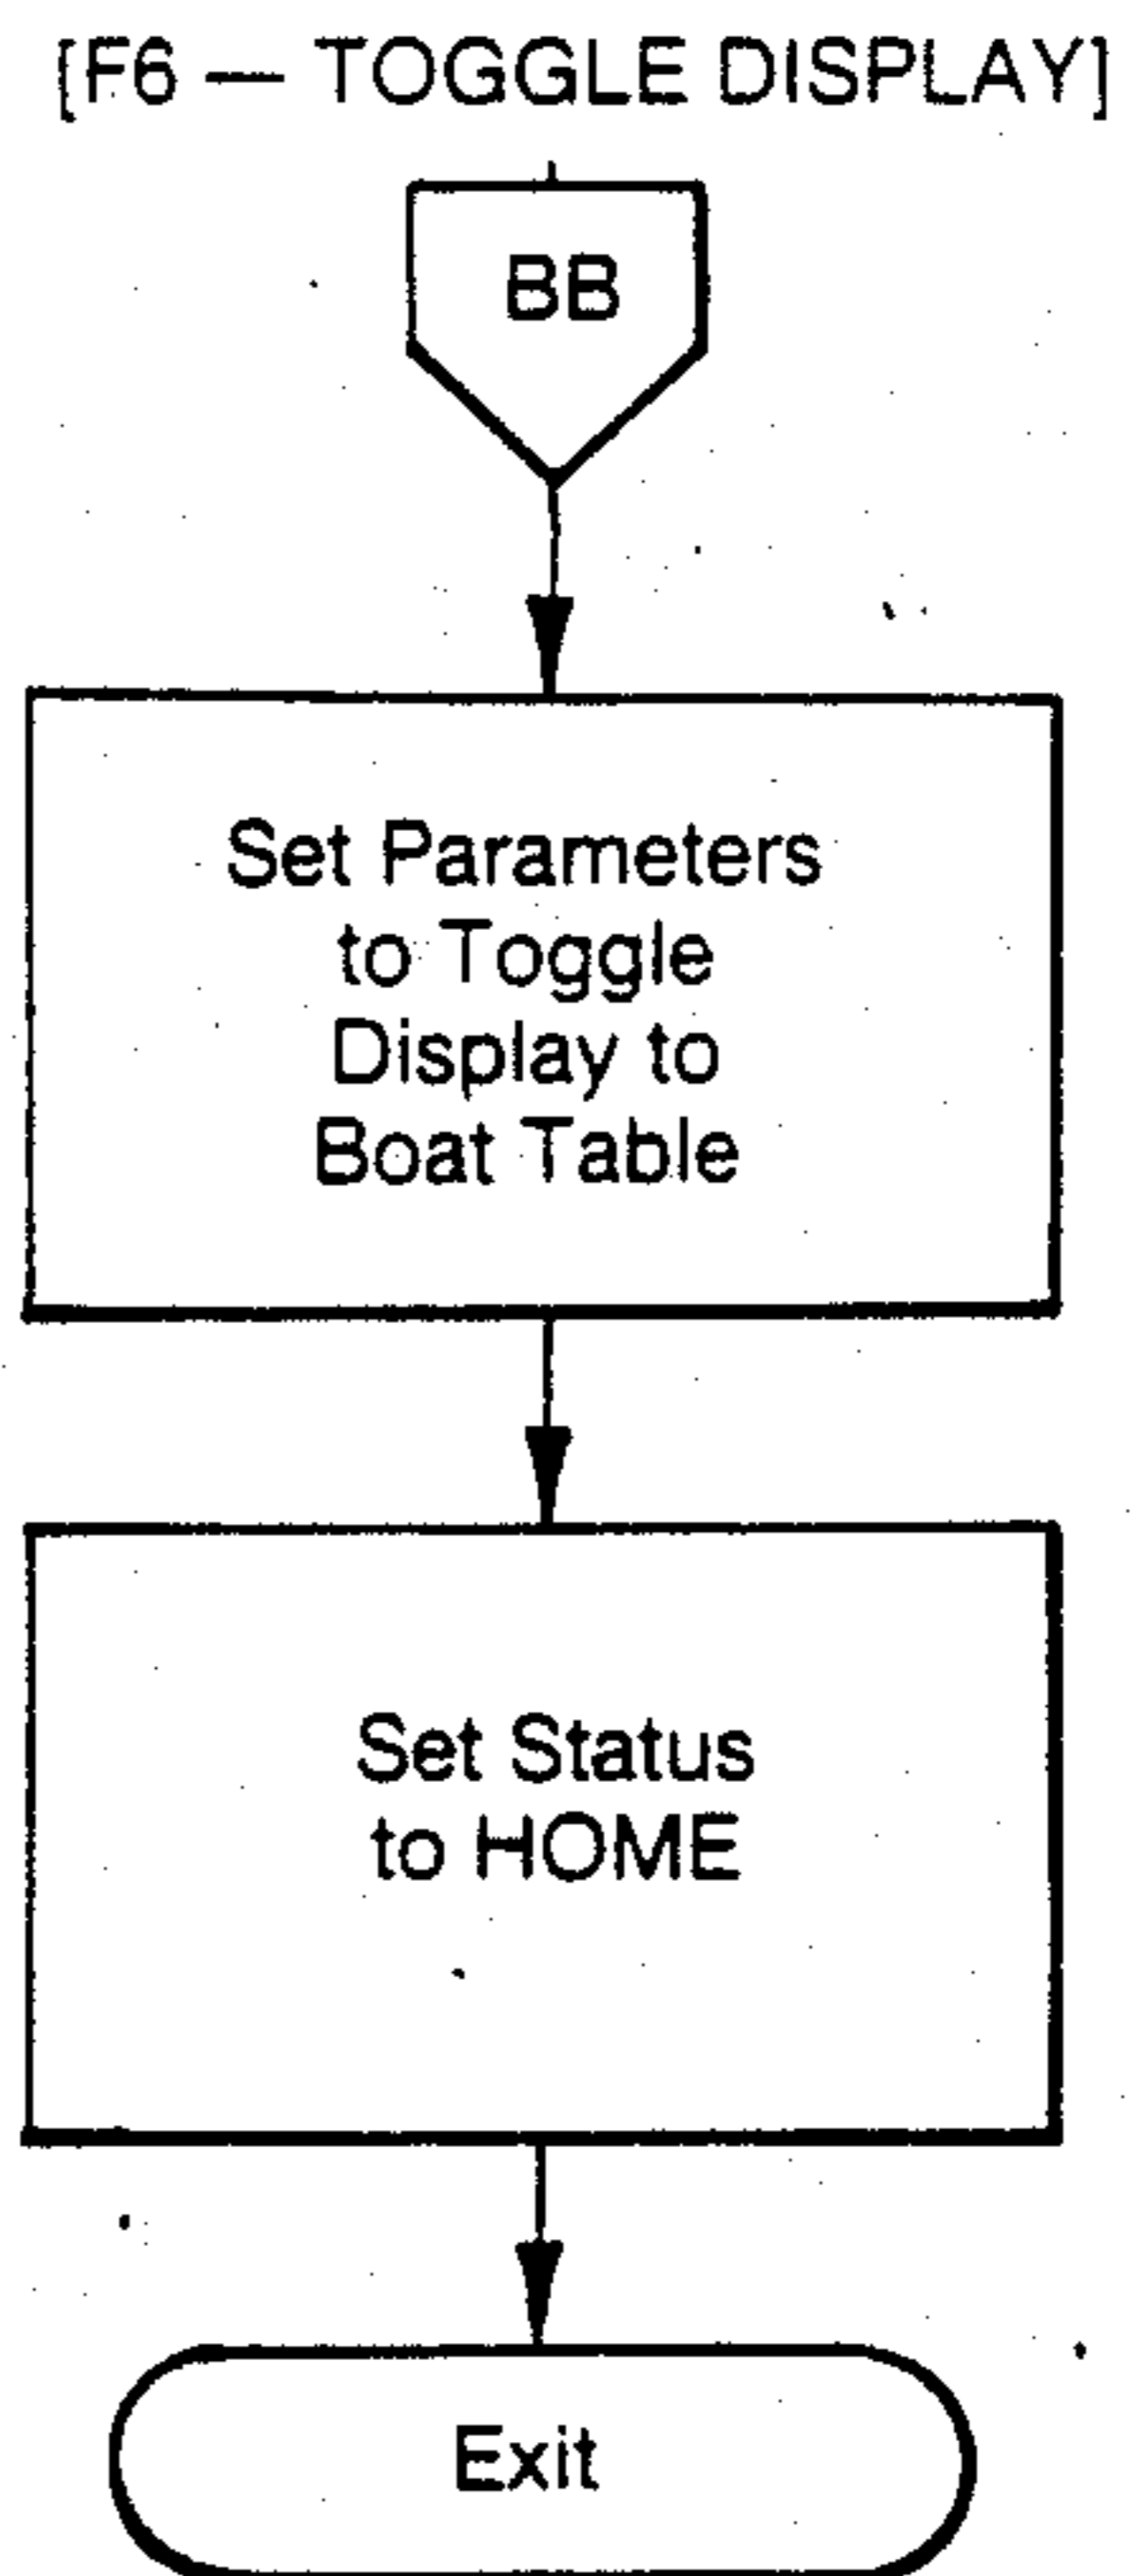 [F6 — TOGGLE DISPLAY]
BB
Set Parameters
to Toggle
Display to
Boat Table
Set Status
to HOME
Exit